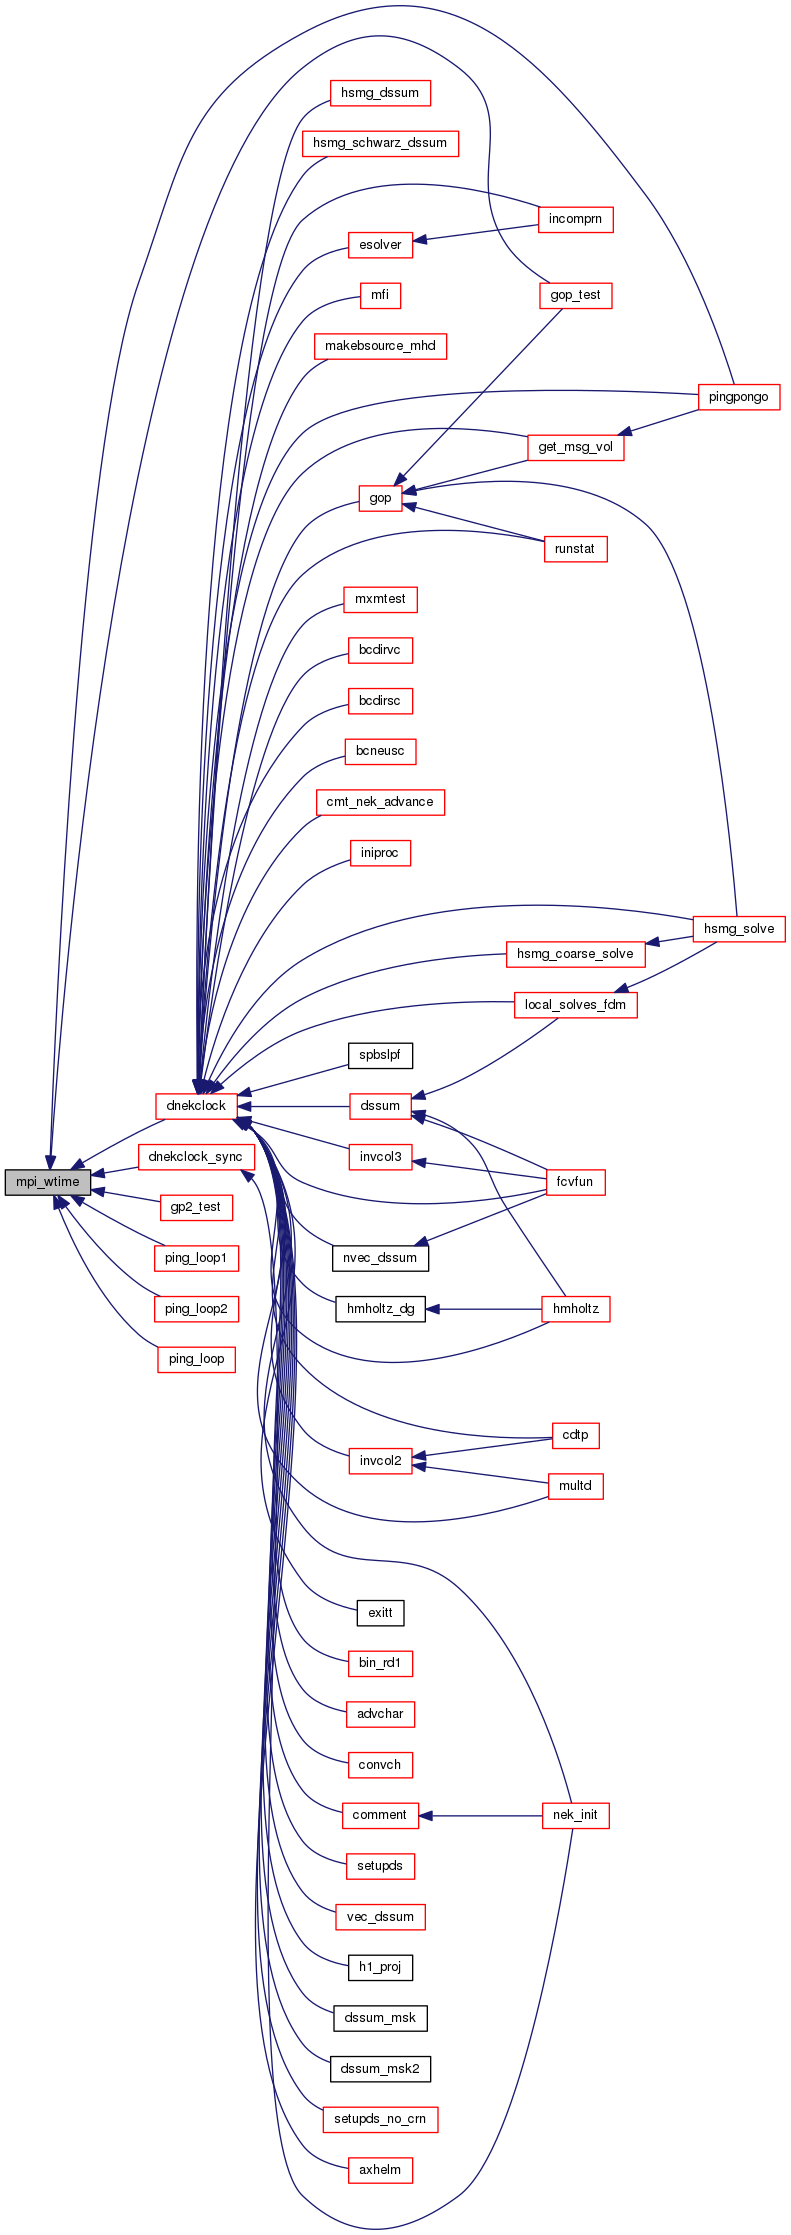 hsmg_dssum
hsmg_schwarz_dssum
incomprn
esolver
mfi
gop_test
makebsource_mhd
pingpongo
get_msg_vol
gop
runstat
mxmtest
bcdirvc
bcdirsc
bcneusc
cmt_nek_advance
iniproc
hsmg_solve
hsmg_coarse_solve
local_solves_fdm
spbslpf
dnekclock
dssum
dnekclock_sync
invcol3
mpi_wtime
fcvfun
gp2_test
ping_loop1
nvec_dssum
ping_loop2
hmholtz_dg
hmholtz
ping_loop
cdtp
invcol2
multd
exitt
bin_rd1
advchar
convch
comment
nek_init
setupds
vec_dssum
h1_proj
dssum_msk
dssum_msk2
setupds_no_crn
axhelm